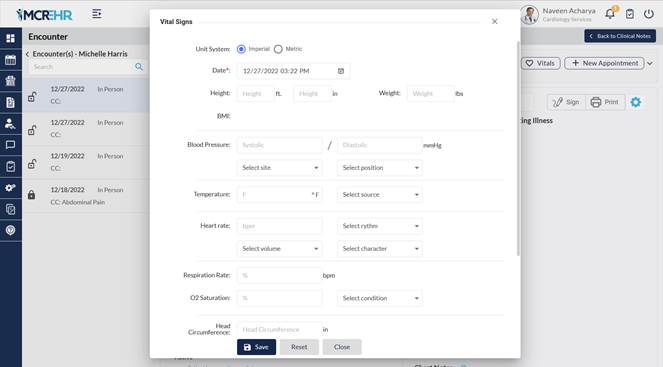 MCREHR
Naveen Acharya
Cardiology Services
1
Encounter
Back to Clinical Notes
Encounter(s) - Michelle Harris
Search
Vitals
+ New Appointment
12/27/2022 In Person
CC:
12/27/2022 In Person
CC:
12/19/2022 In Person
CC:
12/18/2022 In Person
CC: Abdominal Pain
Sign
Print
ing Illness
Vital Signs
Unit System: Imperial Metric
Date*: 12/27/2022 03:22 PM
Height: Height ft. Height in Weight: Weight lbs
BMI:
Blood Pressure: Systolic / Diastolic mmHg
Select site Select position
Temperature: F °F Select source
Heart rate: bpm Select rythm
Select volume Select character
Respiration Rate: % bpm
O2 Saturation: % Select condition
Head
Circumference: Head Circumference in
Save Reset Close